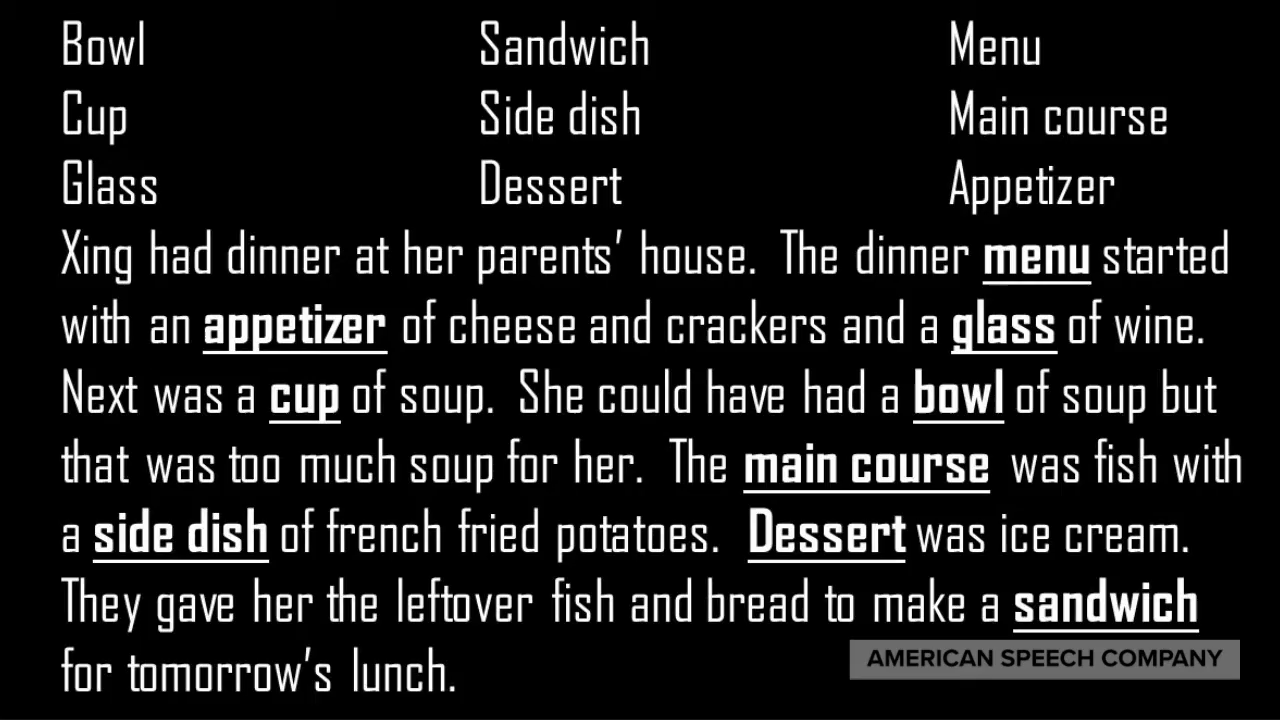 Bowl Sandwich Menu
Cup Side dish Main course
Glass Dessert Appetizer
Xing had dinner at her parents’ house. The dinner menu started
with an appetizer of cheese and crackers and a glass of wine.
Next was a cup of soup. She could have had a bowl of soup but
that was too much soup for her. The main course was fish with
a side dish of french fried potatoes. Dessert was ice cream.
They gave her the leftover fish and bread to make a sandwich
for tomorrow’s lunch.
AMERICAN SPEECH COMPANY